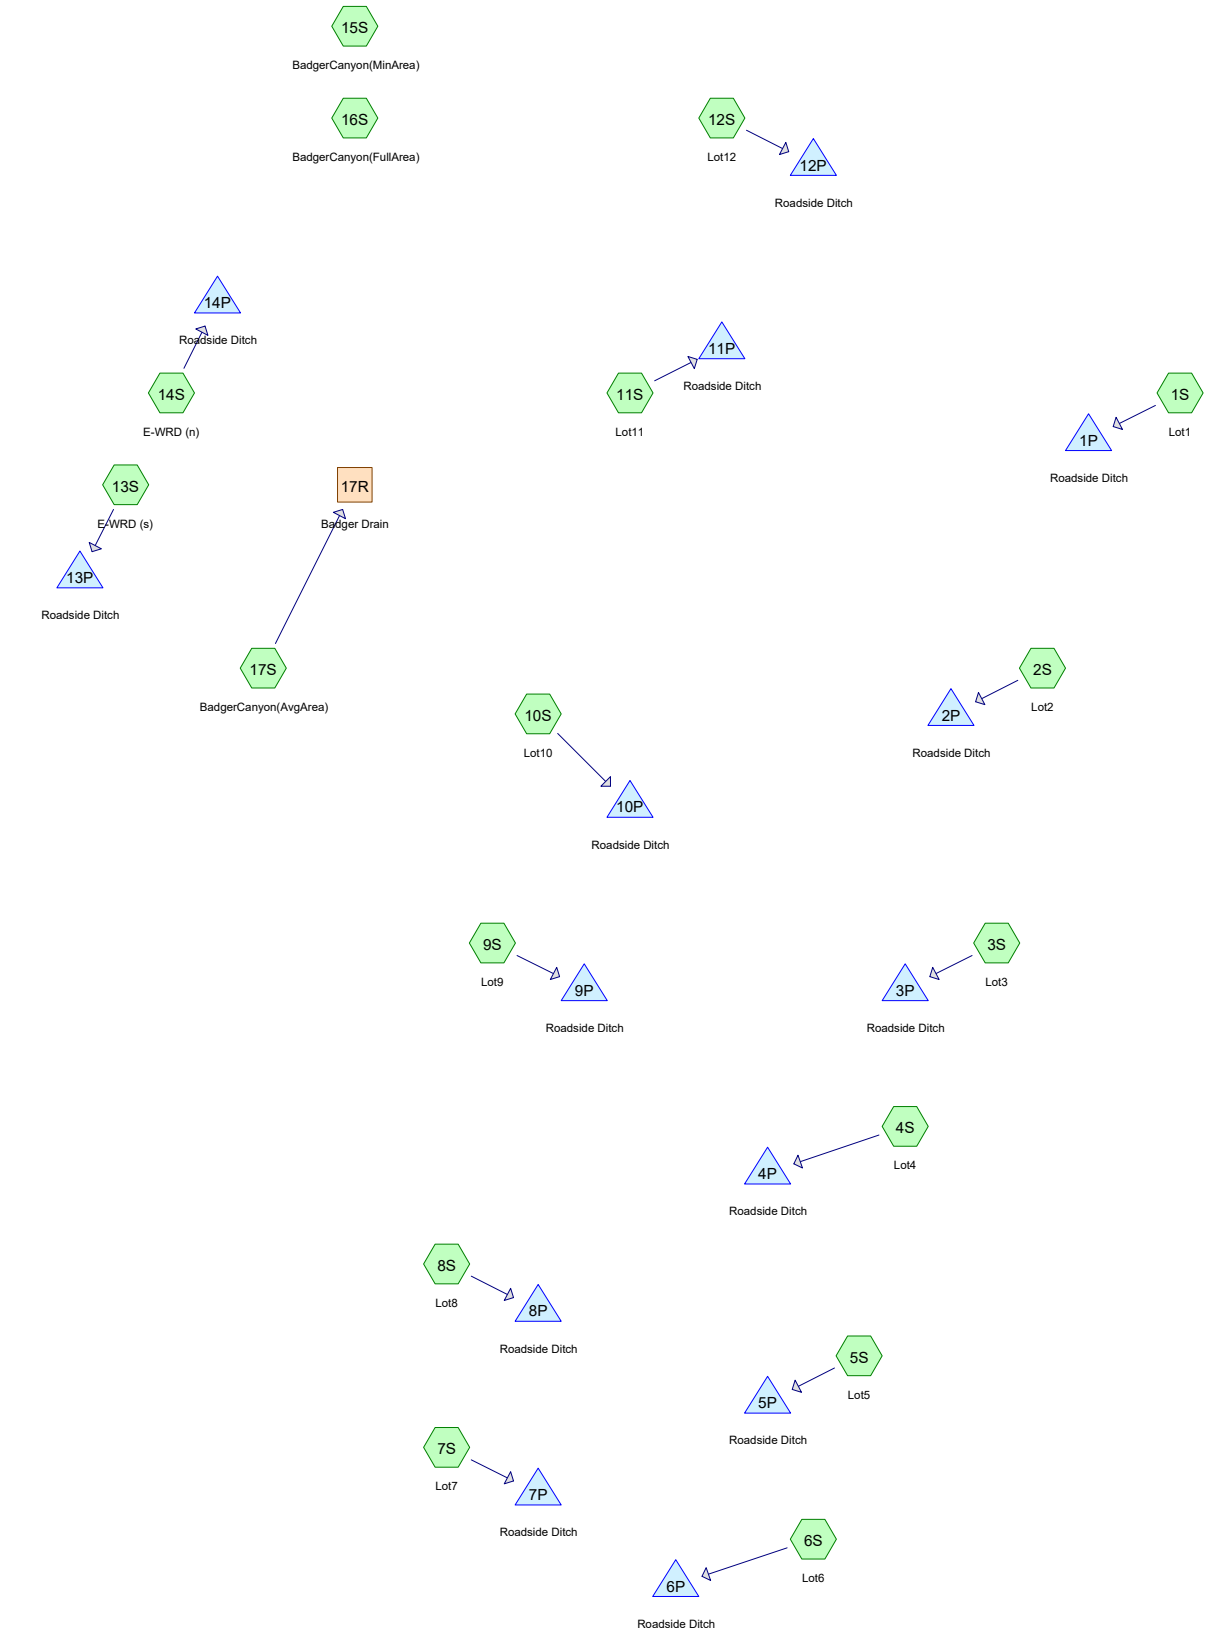 15S
BadgerCanyon(MinArea)
16S
BadgerCanyon(FullArea)
12S
Lot12
12P
Roadside Ditch
14P
Roadside Ditch
14S
E-WRD (n)
11P
Roadside Ditch
11S
Lot11
1S
Lot1
1P
Roadside Ditch
13S
E-WRD (s)
13P
Roadside Ditch
17R
Badger Drain
17S
BadgerCanyon(AvgArea)
2S
Lot2
2P
Roadside Ditch
10S
Lot10
10P
Roadside Ditch
9S
Lot9
9P
Roadside Ditch
3S
Lot3
3P
Roadside Ditch
4S
Lot4
4P
Roadside Ditch
8S
Lot8
8P
Roadside Ditch
5S
Lot5
5P
Roadside Ditch
7S
Lot7
7P
Roadside Ditch
6S
Lot6
6P
Roadside Ditch